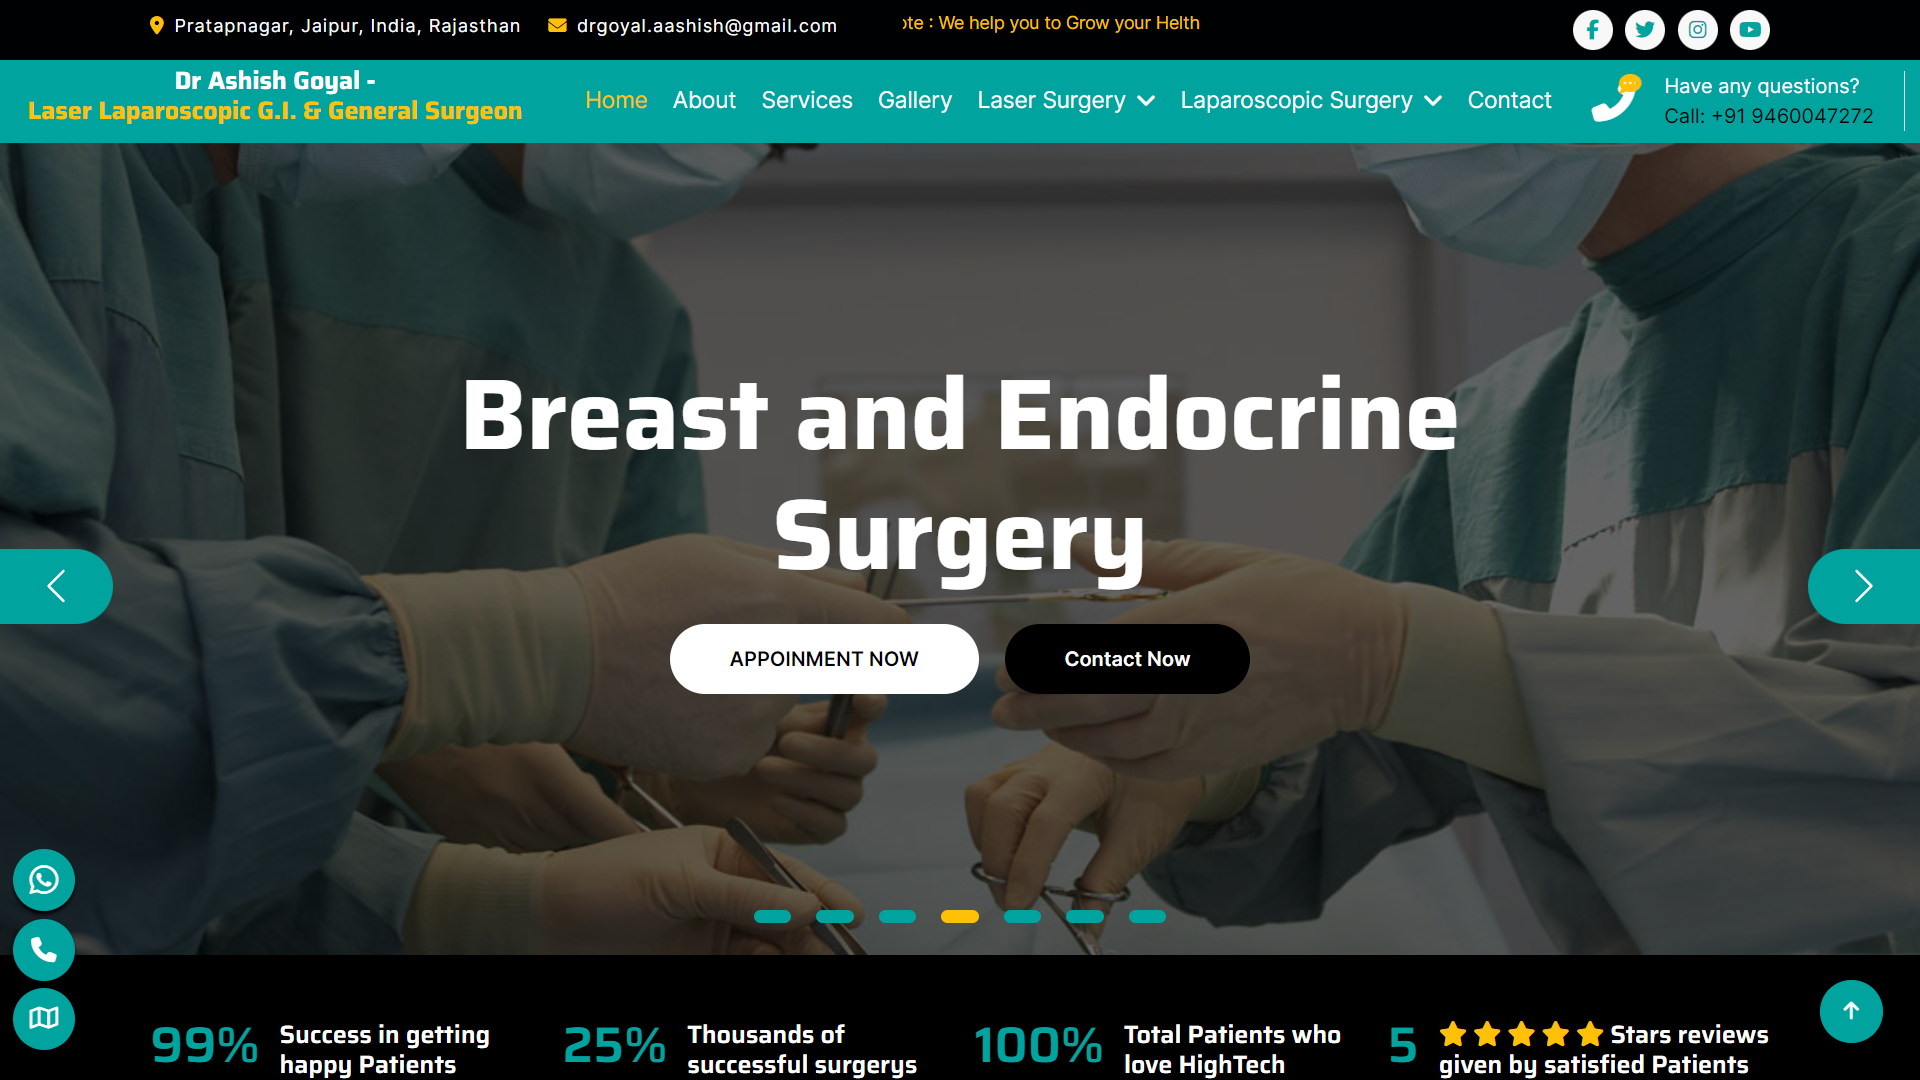 Pratapnagar, Jaipur, India, Rajasthan
drgoyal.aashish@gmail.com
: We help you to Grow your Helth
Dr Ashish Goyal -
Laser Laparoscopic G.I. & General Surgeon
Home
About
Services
Gallery
Laser Surgery
Laparoscopic Surgery
Contact
Have any questions?
Call: +91 9460047272
Breast and Endocrine
Surgery
APPOINMENT NOW
Contact Now
99%
Success in getting
happy Patients
25%
Thousands of
successful surgerys
100%
Total Patients who
love HighTech
5
Stars reviews
given by satisfied Patients